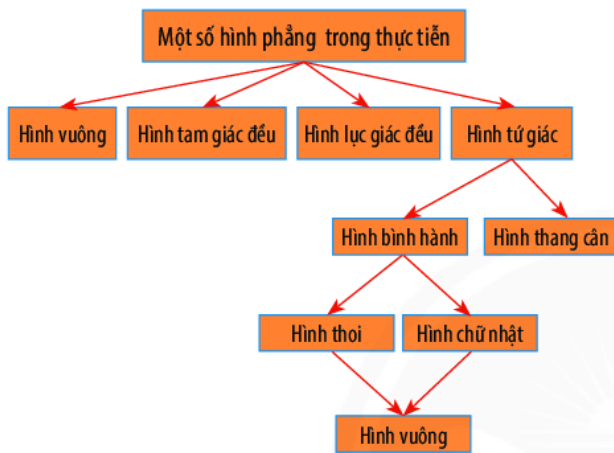 Một số hình phẳng trong thực tiễn
Hình vuông
Hình tam giác đều
Hình lục giác đều
Hình tứ giác
Hình bình hành
Hình thang cân
Hình thoi
Hình chữ nhật
Hình vuông